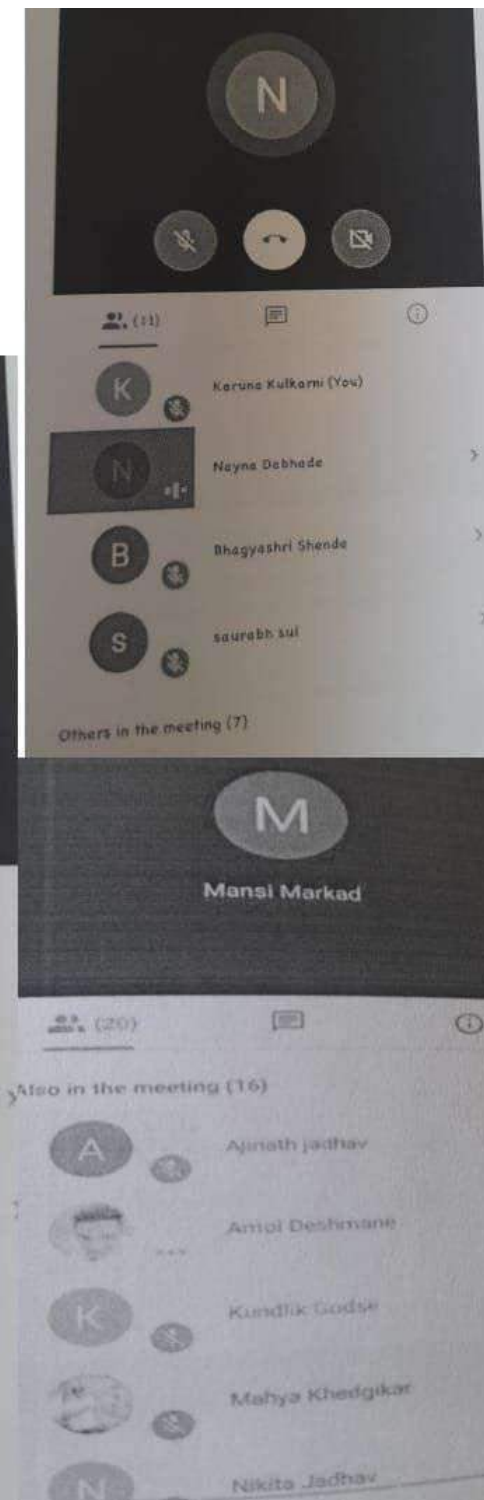 N
(11)
K
Karuna Kulkarni (You)
N
Nayna Dabhade
B
Bhagyashri Shende
S
saurabh sul
Others in the meeting (7)
M
Mansi Markad
(20)
Also in the meeting (16)
A
Ajinath jadhav
Amol Deshmane
K
Kundlik Godse
Mahya Khedgikar
N
Nikita Jadhav